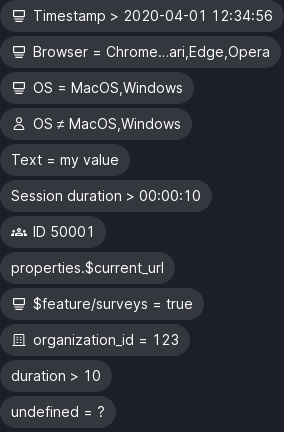 Timestamp > 2020-04-01 12:34:56
Browser = Chrome...ari,Edge,Opera
OS = MacOS,Windows
OS ≠ MacOS,Windows
Text = my value
Session duration > 00:00:10
ID 50001
properties.$current_url
$feature/surveys = true
organization_id = 123
duration > 10
undefined = ?